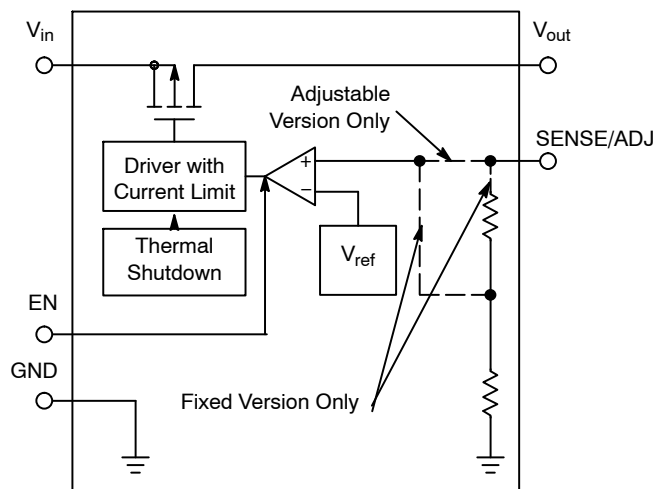 Vin
Vout
Adjustable
Version Only
SENSE/ADJ
Driver with
Current Limit
+
−
Thermal
Shutdown
Vref
EN
GND
Fixed Version Only